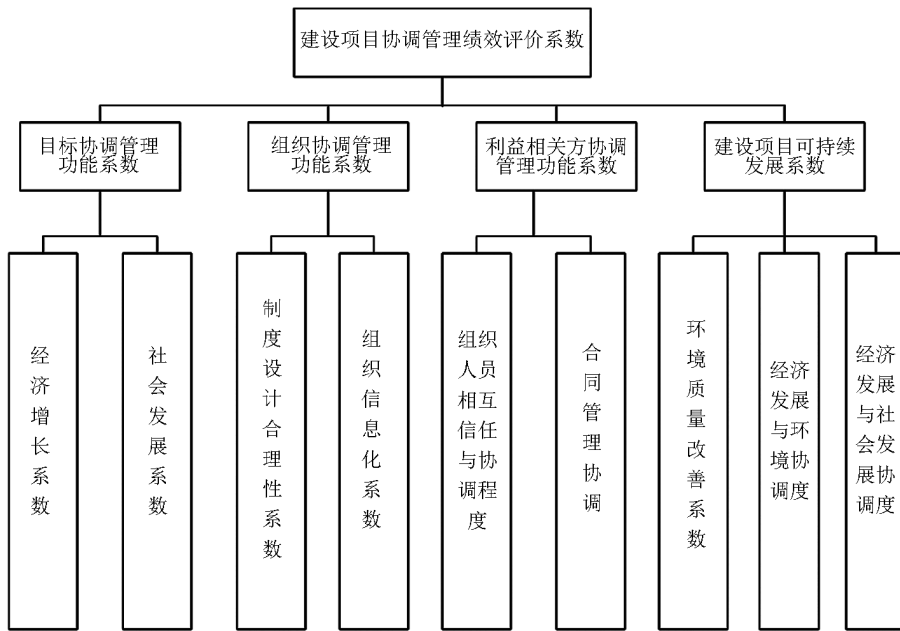 建设项目协调管理绩效评价系数
目标协调管理
功能系数
组织协调管理
功能系数
利益相关方协调
管理功能系数
建设项目可持续
发展系数
经济增长系数
社会发展系数
制度设计合理性系数
组织信息化系数
组织
人员
相互
信任
与协
调程
度
合同管理协调
环境质量改善系数
经济
发展
与环
境协
调度
经济
发展
与社
会发
展协
调度